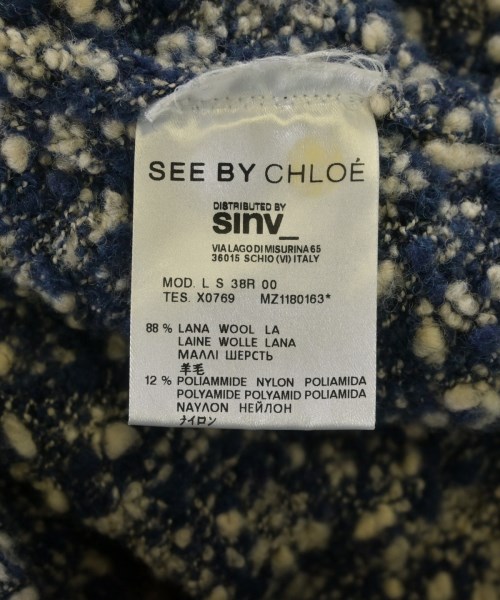 SEE BY CHLOÉ
DISTRIBUTED BY
sinv_
VIA LAGO DI MISURINA 65
36015 SCHIO (VI) ITALY
MOD. L S 38R 00
TES. X0769 MZ1180163*
88 % LANA WOOL LA
LAINE WOLLE LANA
ΜΑΛΛΙ ШЕРСТЬ
羊毛
12 % POLIAMMIDE NYLON POLIAMIDA
POLYAMIDE POLYAMID POLIAMIDA
ΝΑΥΛΟΝ НЕЙЛОН
ナイロン